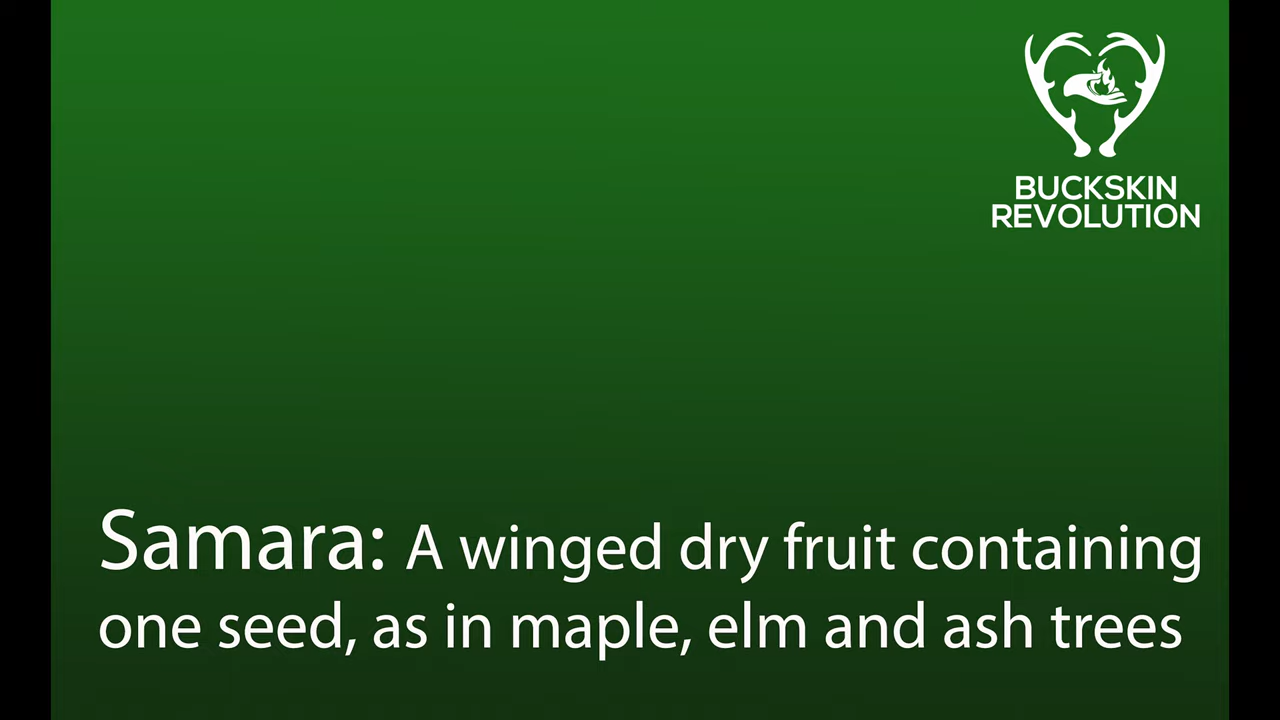 BUCKSKIN
REVOLUTION
Samara: A winged dry fruit containing
one seed, as in maple, elm and ash trees